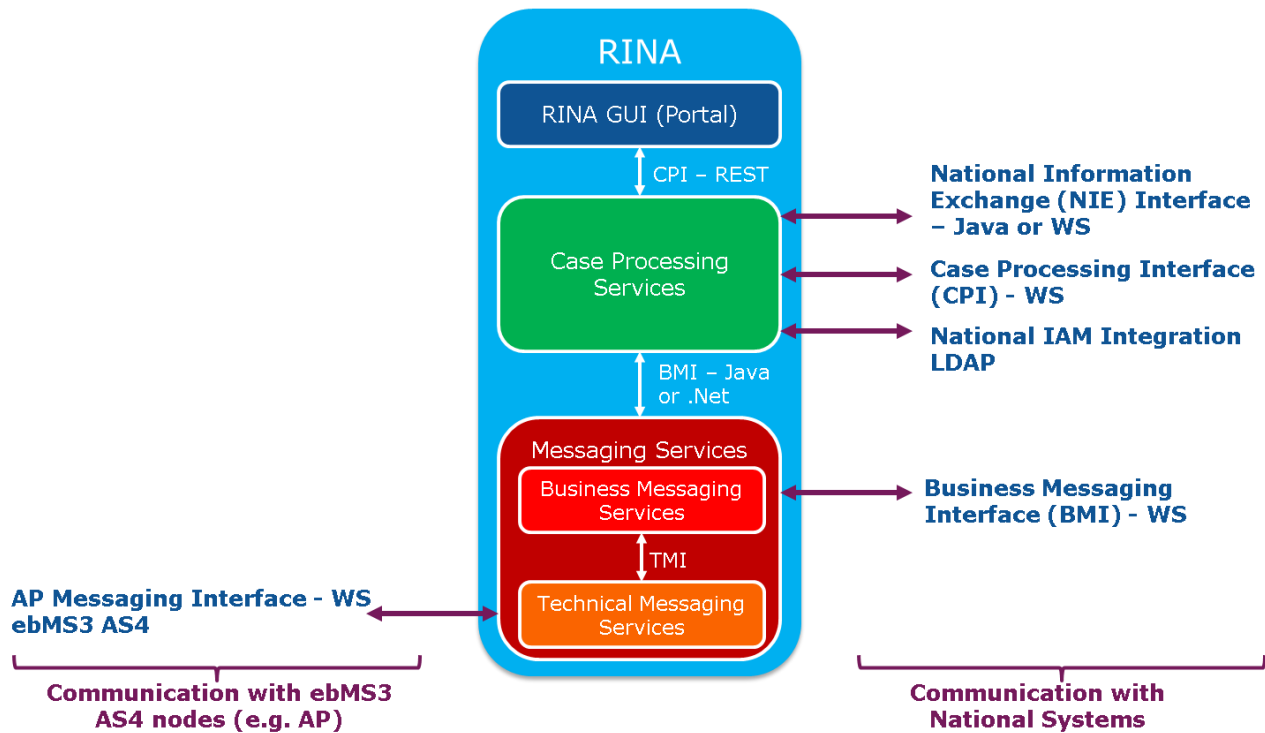 RINA
RINA GUI (Portal)
CPI – REST
Case Processing
Services
National Information
Exchange (NIE) Interface
– Java or WS
Case Processing Interface
(CPI) - WS
National IAM Integration
LDAP
BMI – Java
or .Net
Messaging Services
Business Messaging
Services
Business Messaging
Interface (BMI) - WS
TMI
Technical Messaging
Services
AP Messaging Interface - WS
ebMS3 AS4
Communication with ebMS3
AS4 nodes (e.g. AP)
Communication with
National Systems